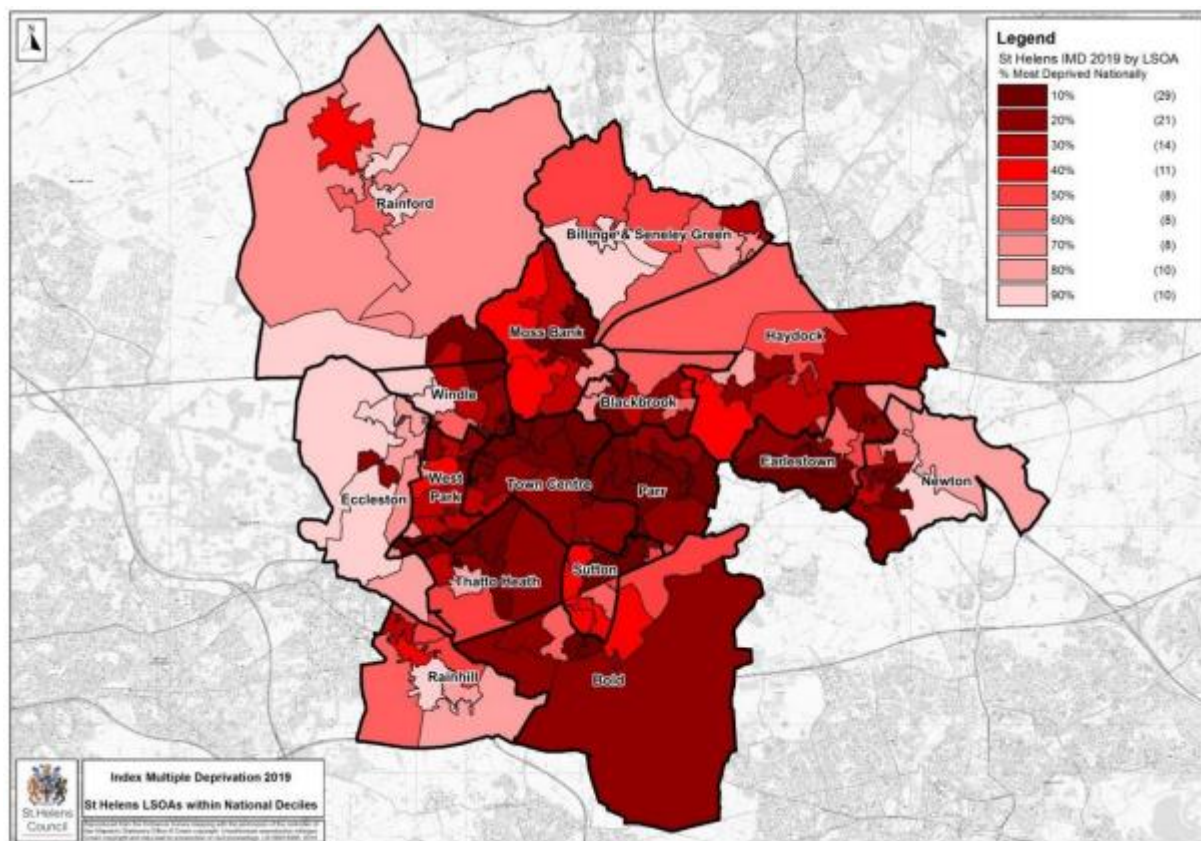 N
Legend
St Helens IMD 2019 by LSOA
% Most Deprived Nationally
10% (29)
20% (21)
30% (14)
40% (11)
50% (8)
60% (8)
70% (8)
80% (10)
90% (10)
Rainford
Billinge & Seneley Green
Moss Bank
Haydock
Windle
Blackbrook
Earlestown
Newton
Eccleston
West
Park
Town Centre
Parr
Thatto Heath
Sutton
Rainhill
Bold
St.Helens
Council
Index Multiple Deprivation 2019
St Helens LSOAs within National Deciles